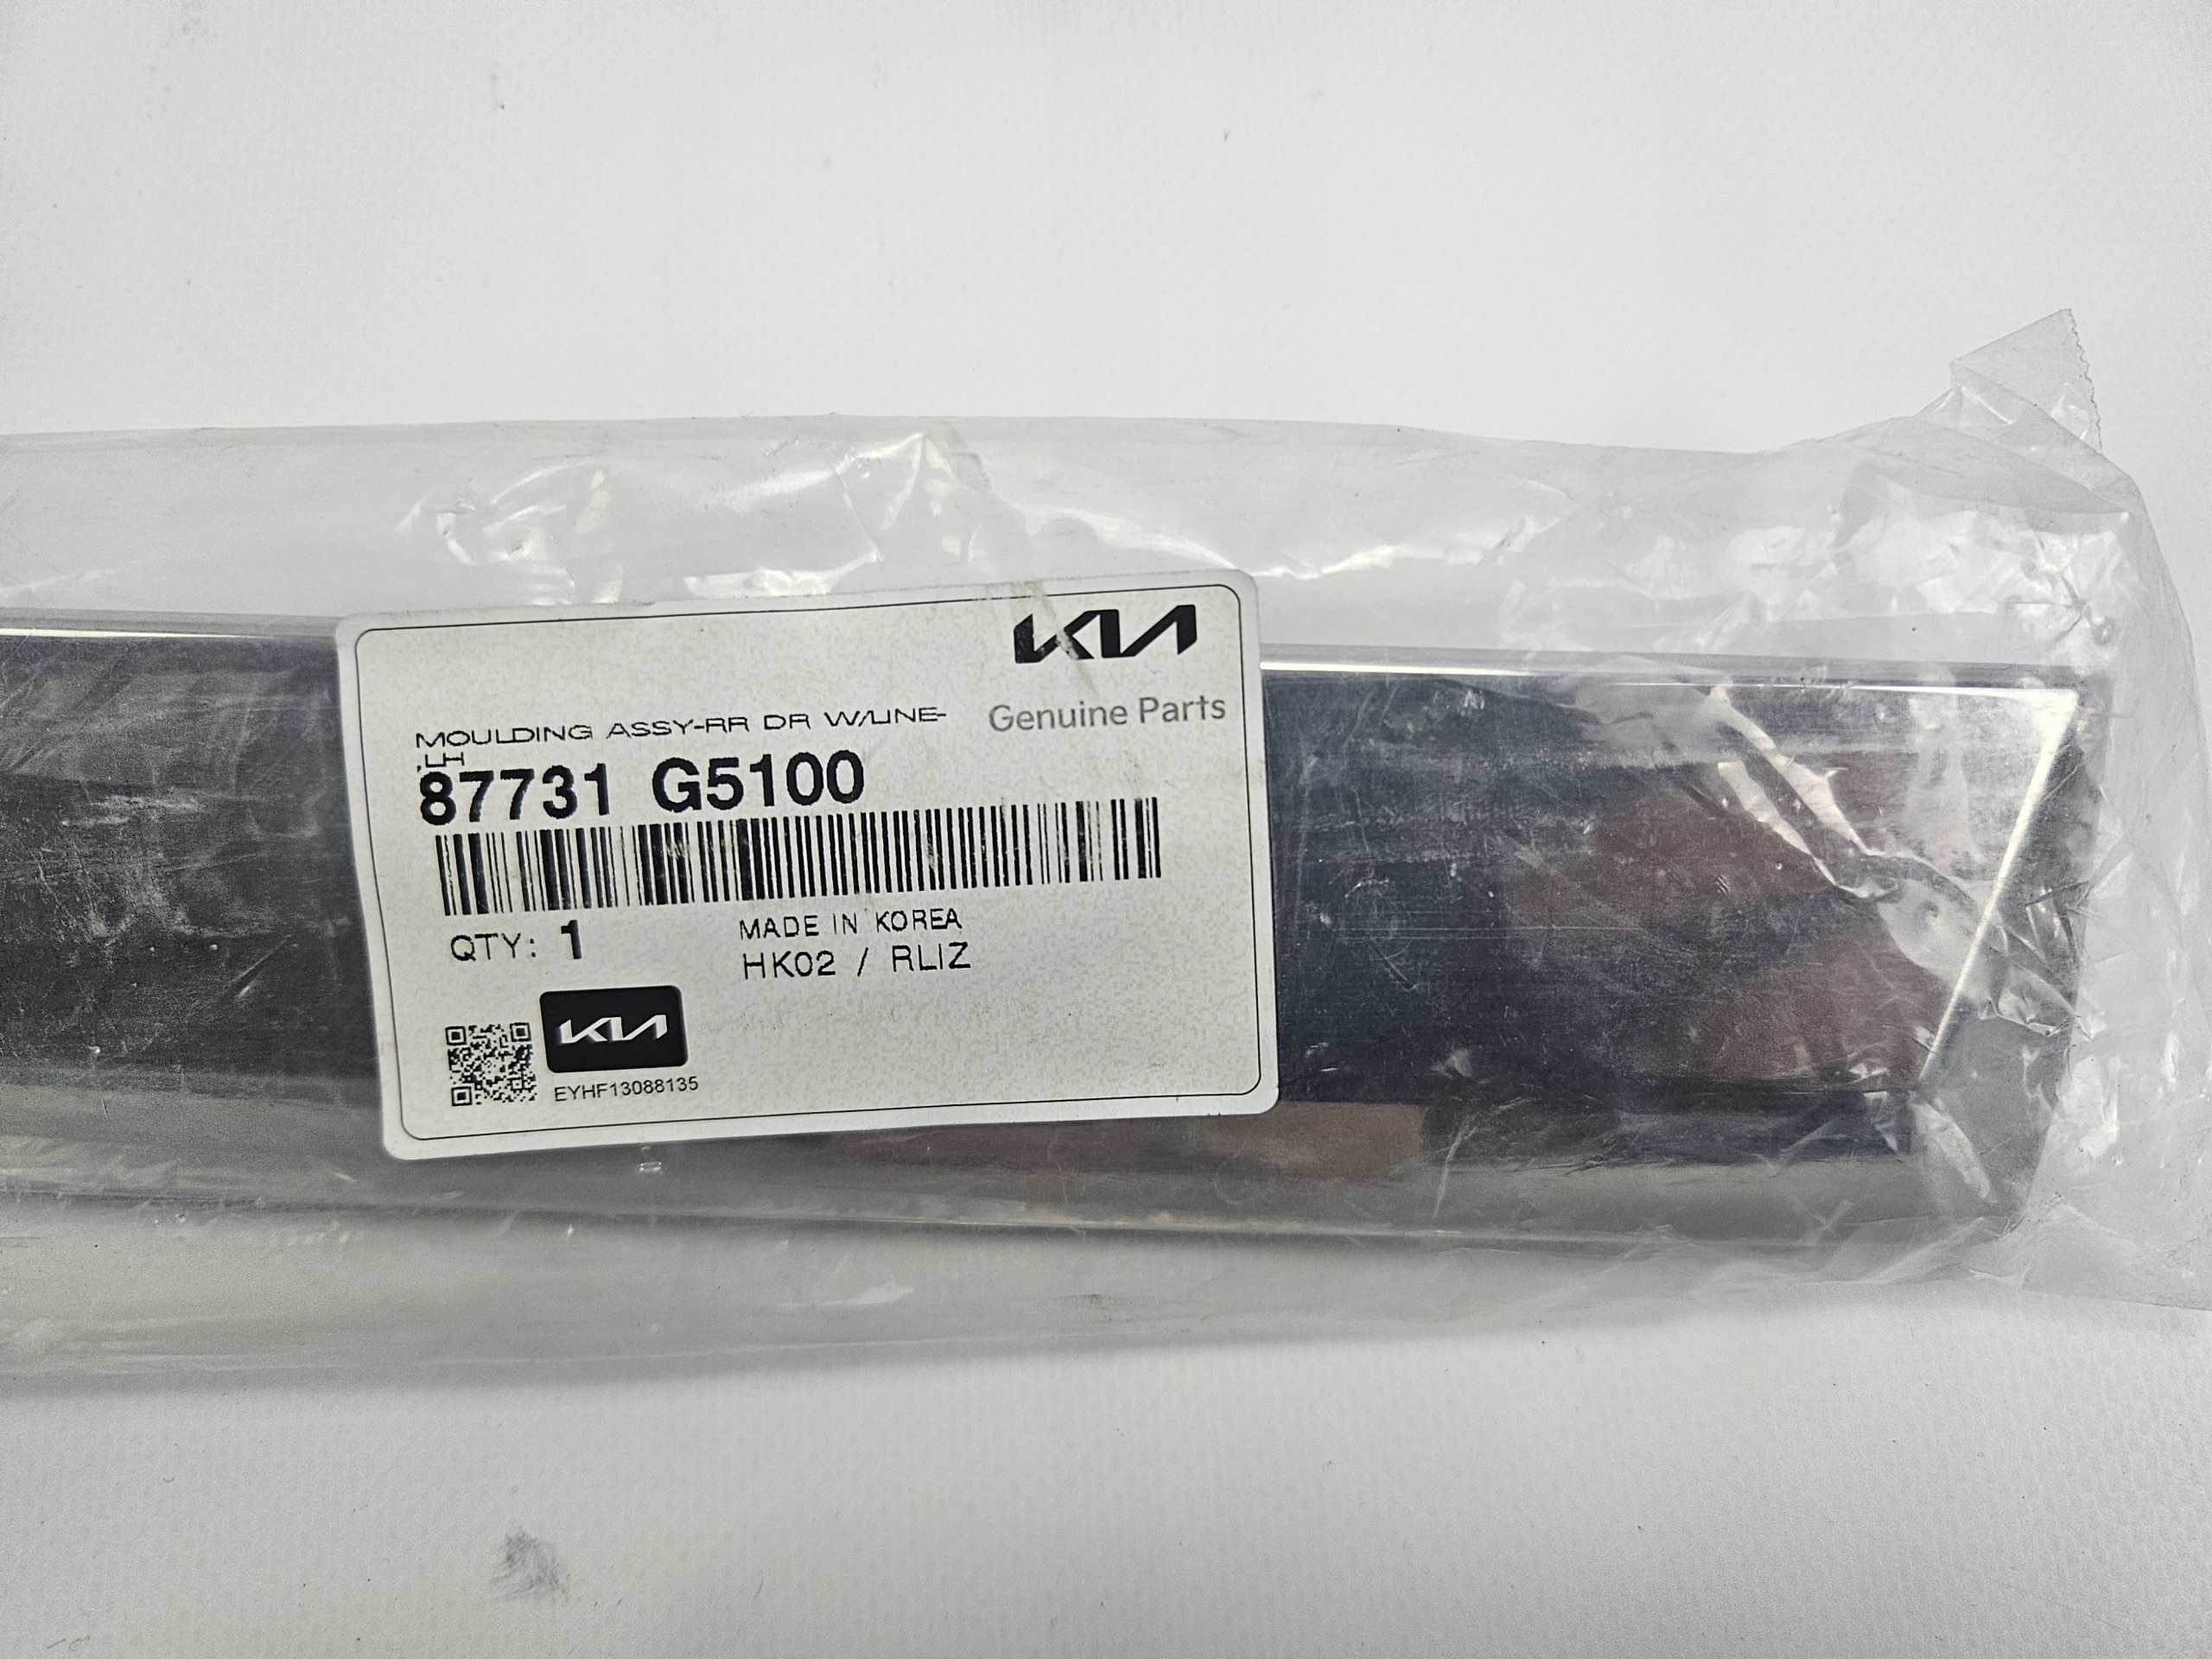 KIA
Genuine Parts
MOULDING ASSY-RR DR W/LINE-
,LH
87731 G5100
QTY: 1
MADE IN KOREA
HK02 / RLIZ
KIA
EYHF13088135